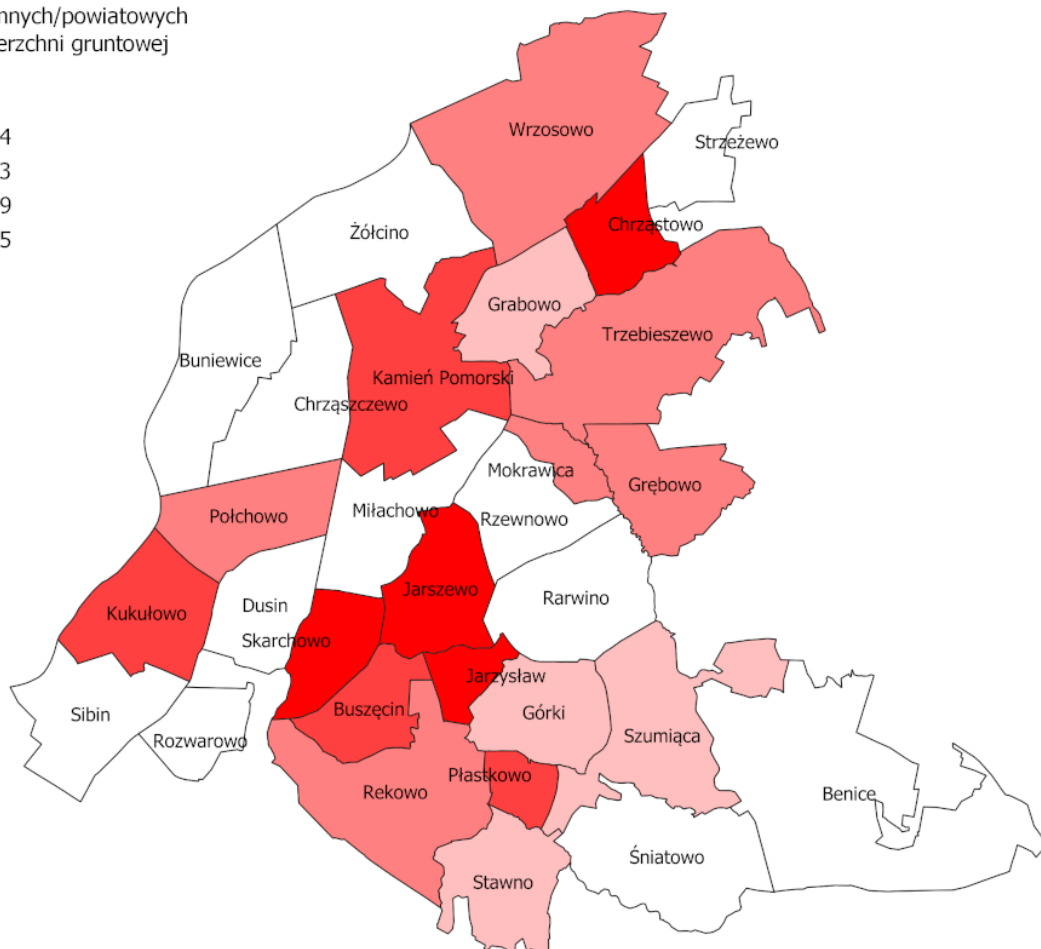 nnych/powiatowych
erzchni gruntowej
4
3
9
5
Wrzosowo
Strzeżewo
Chrząstowo
Żółcino
Grabowo
Trzebieszewo
Buniewice
Kamień Pomorski
Chrząszczewo
Mokrawica
Grębowo
Miłachowo
Rzewnowo
Połchowo
Jarszewo
Rarwino
Dusin
Kukułowo
Skarchowo
Jarzysław
Buszęcin
Górki
Sibin
Szumiąca
Rozwarowo
Płastkowo
Rekowo
Benice
Śniatowo
Stawno